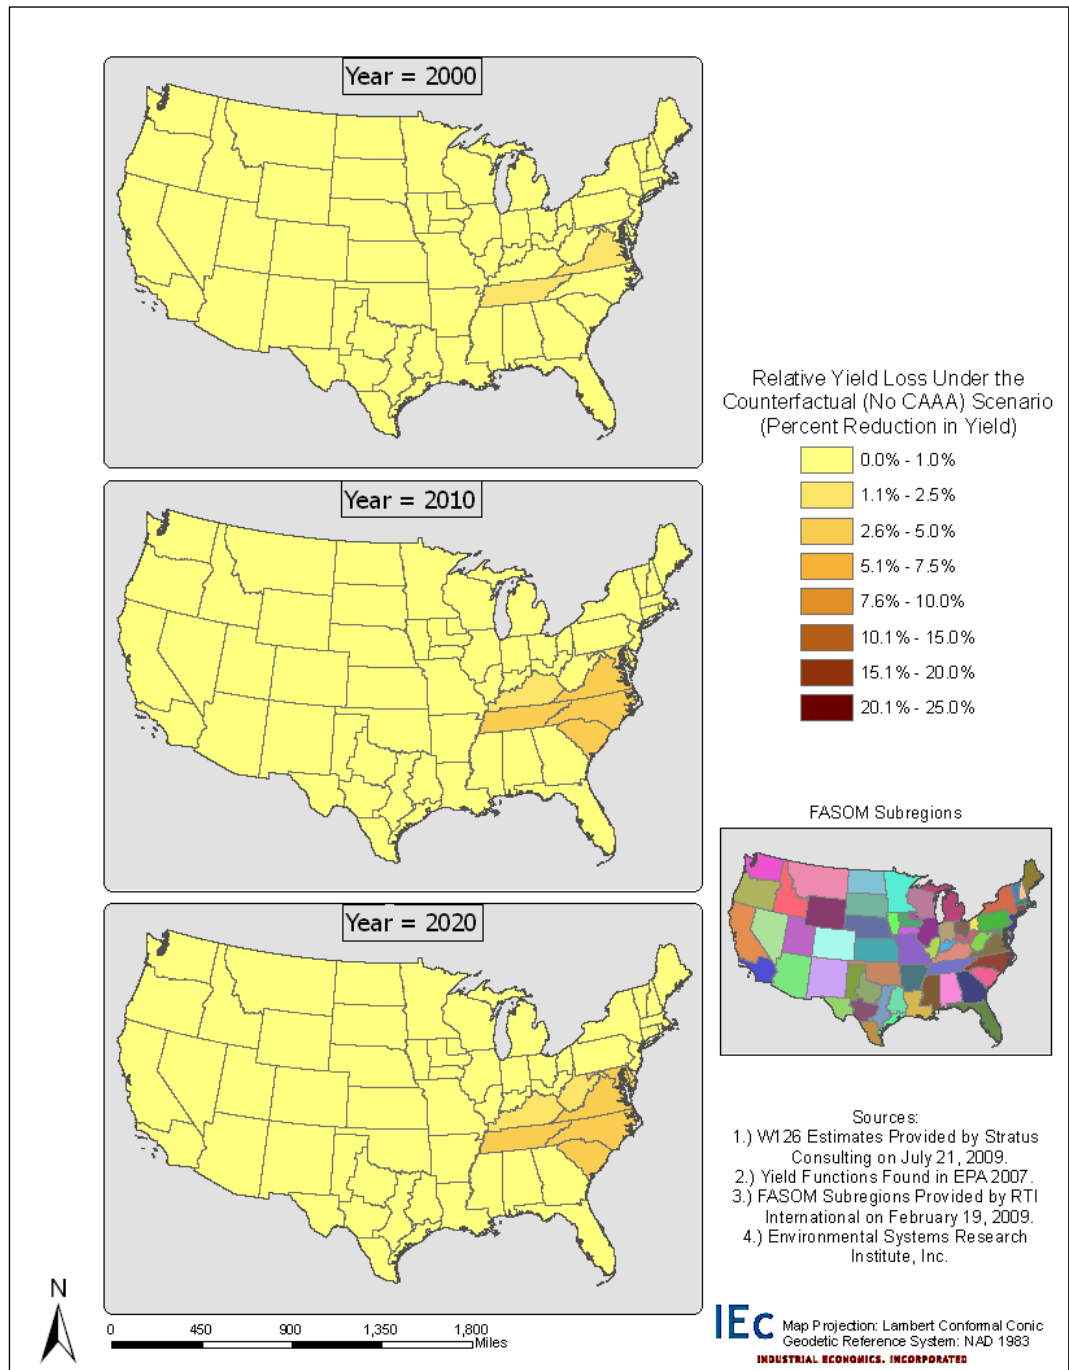 Year = 2000
Year = 2010
Year = 2020
Relative Yield Loss Under the
Counterfactual (No CAAA) Scenario
(Percent Reduction in Yield)
0.0% - 1.0%
1.1% - 2.5%
2.6% - 5.0%
5.1% - 7.5%
7.6% - 10.0%
10.1% - 15.0%
15.1% - 20.0%
20.1% - 25.0%
FASOM Subregions
Sources:
1.) W126 Estimates Provided by Stratus
Consulting on July 21, 2009.
2.) Yield Functions Found in EPA 2007.
3.) FASOM Subregions Provided by RTI
International on February 19, 2009.
4.) Environmental Systems Research
Institute, Inc.
N
0 450 900 1,350 1,800
Miles
IEc
Map Projection: Lambert Conformal Conic
Geodetic Reference System: NAD 1983
INDUSTRIAL ECONOMICS, INCORPORATED